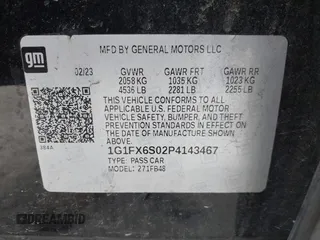 gm
MFD BY GENERAL MOTORS LLC
02/23 GVWR GAWR FRT GAWR RR
2058 KG 1035 KG 1023 KG
4536 LB 2281 LB 2255 LB
THIS VEHICLE CONFORMS TO ALL
APPLICABLE U.S. FEDERAL MOTOR
VEHICLE SAFETY, BUMPER, AND THEFT
PREVENTION STANDARDS IN EFFECT ON THE
DATE OF MANUFACTURE SHOWN ABOVE.
1G1FX6S02P4143467
TYPE: PASS CAR
MODEL: 271FB48